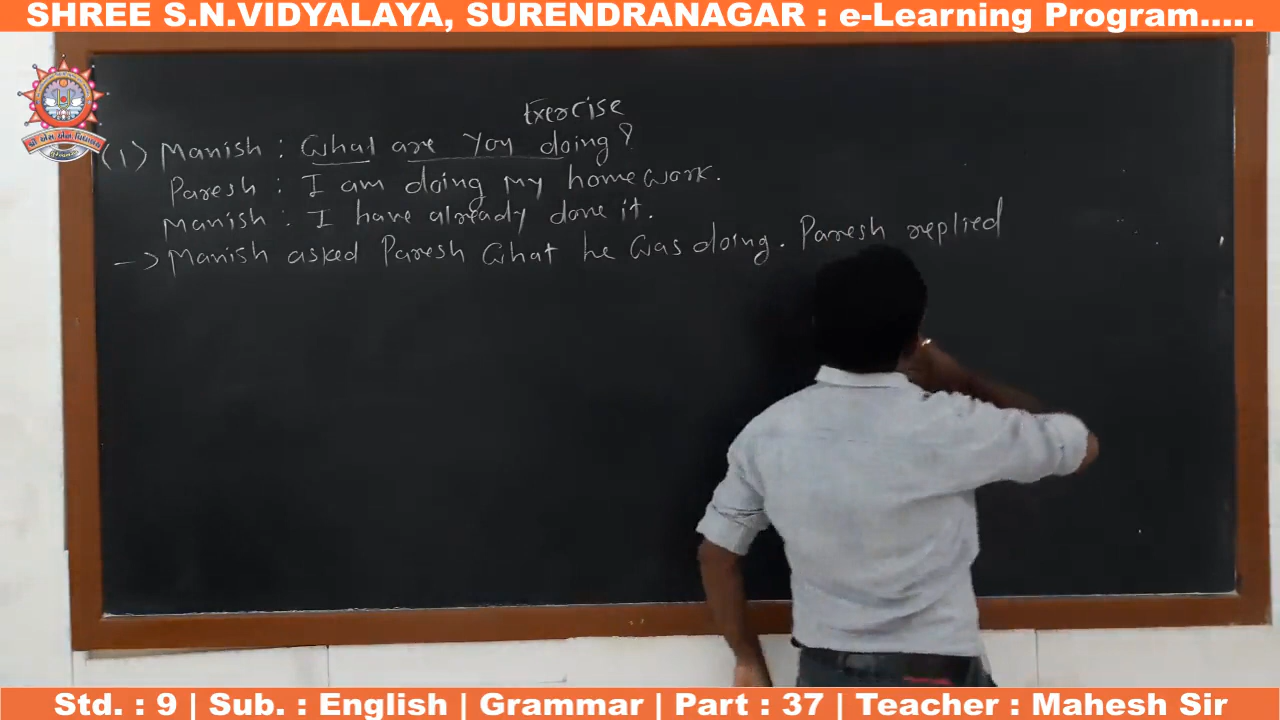 SHREE S.N.VIDYALAYA, SURENDRANAGAR : e-Learning Program.....
Exercise
(1) Manish : What are You doing?
Paresh : I am doing my homework.
Manish : I have already done it.
-> Manish asked Paresh what he was doing. Paresh replied
Std. : 9 | Sub. : English | Grammar | Part : 37 | Teacher : Mahesh Sir